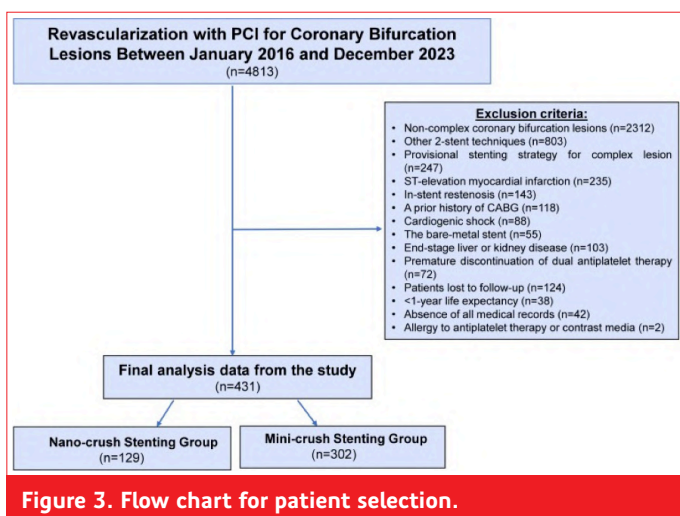 Revascularization with PCI for Coronary Bifurcation
Lesions Between January 2016 and December 2023
(n=4813)
Exclusion criteria:
• Non-complex coronary bifurcation lesions (n=2312)
• Other 2-stent techniques (n=803)
• Provisional stenting strategy for complex lesion
(n=247)
• ST-elevation myocardial infarction (n=235)
• In-stent restenosis (n=143)
• A prior history of CABG (n=118)
• Cardiogenic shock (n=88)
• The bare-metal stent (n=55)
• End-stage liver or kidney disease (n=103)
• Premature discontinuation of dual antiplatelet therapy
(n=72)
• Patients lost to follow-up (n=124)
• <1-year life expectancy (n=38)
• Absence of all medical records (n=42)
• Allergy to antiplatelet therapy or contrast media (n=2)
Final analysis data from the study
(n=431)
Nano-crush Stenting Group
(n=129)
Mini-crush Stenting Group
(n=302)
Figure 3. Flow chart for patient selection.